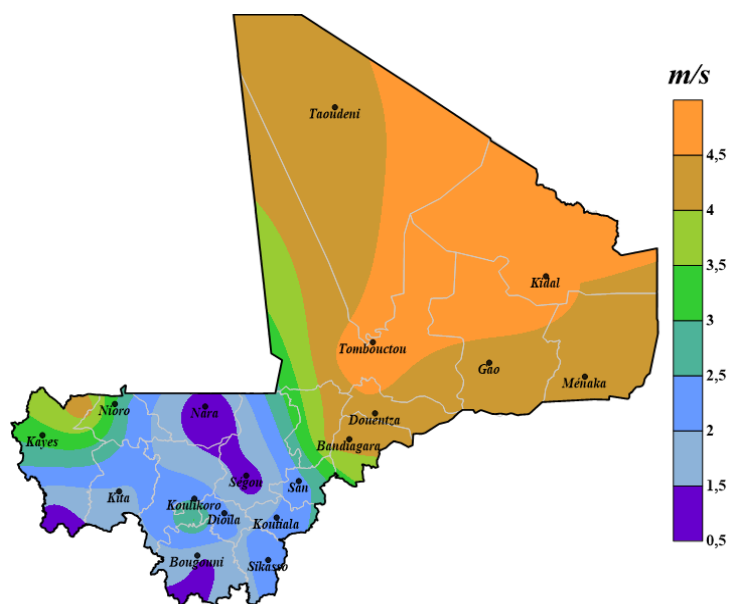 m/s
Taoudeni
4,5
4
3,5
3
2,5
2
1,5
0,5
Kidal
Tombouctou
Gao
Ménaka
Douentza
Bandiagara
Nioro
Nara
Kayes
Ségou
San
Kita
Koulikoro
Dioïla
Koutiala
Bougouni
Sikasso